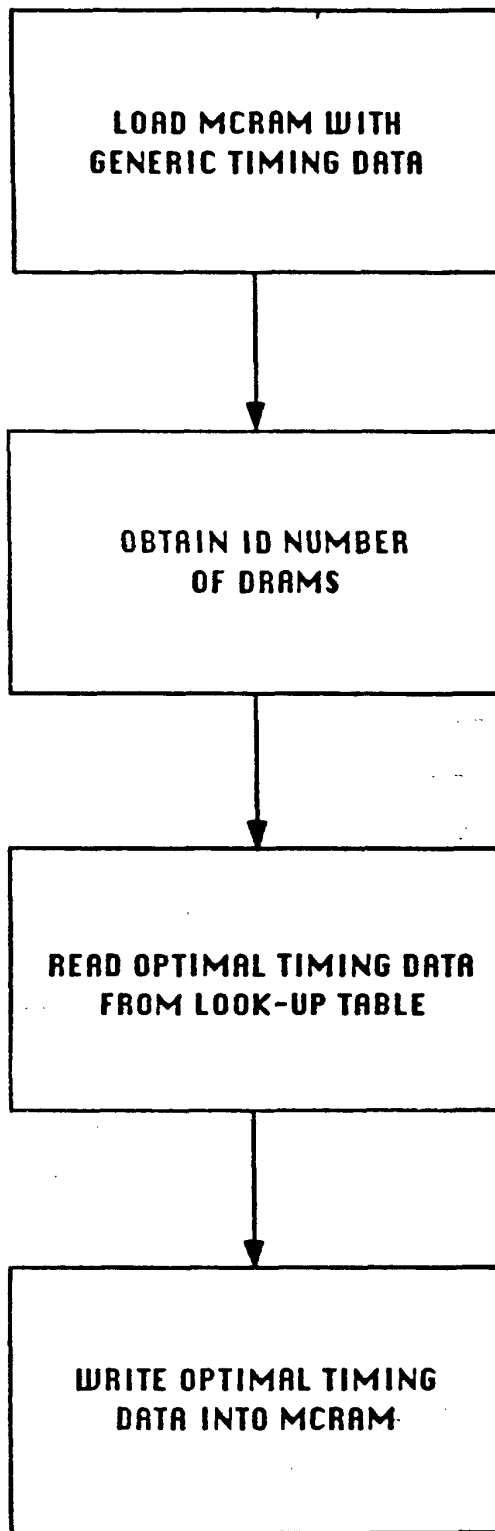 LOAD MCRAM WITH
GENERIC TIMING DATA
OBTAIN ID NUMBER
OF DRAMS
READ OPTIMAL TIMING DATA
FROM LOOK-UP TABLE
WRITE OPTIMAL TIMING
DATA INTO MCRAM